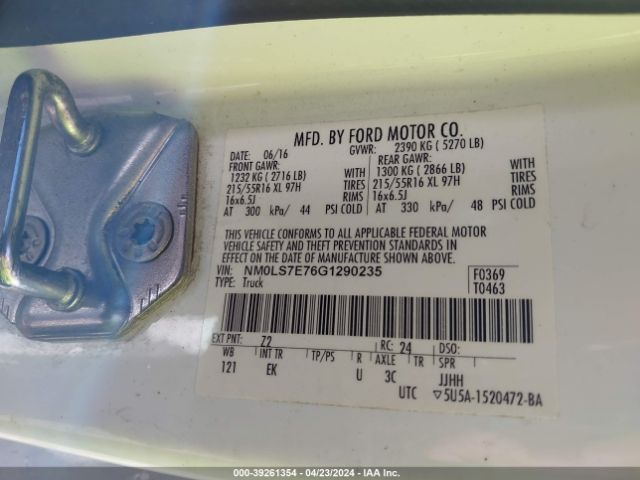 MFD. BY FORD MOTOR CO.
DATE: 06/16 GVWR: 2390 KG ( 5270 LB)
FRONT GAWR: REAR GAWR:
1232 KG ( 2716 LB) WITH 1300 KG ( 2866 LB) WITH
215/55R16 XL 97H TIRES 215/55R16 XL 97H TIRES
16x6.5J RIMS 16x6.5J RIMS
AT 300 kPa/ 44 PSI COLD AT 330 kPa/ 48 PSI COLD
THIS VEHICLE CONFORMS TO ALL APPLICABLE FEDERAL MOTOR
VEHICLE SAFETY AND THEFT PREVENTION STANDARDS IN
EFFECT ON THE DATE OF MANUFACTURE SHOWN ABOVE.
VIN: NM0LS7E76G1290235 F0369
TYPE: Truck T0463
EXT PNT: Z2 RC: 24 DSO:
WB INT TR TP/PS R AXLE TR SPR
121 EK U 3C JJHH
UTC ▽5U5A-1520472-BA
000-39261354 - 04/23/2024 - IAA Inc.